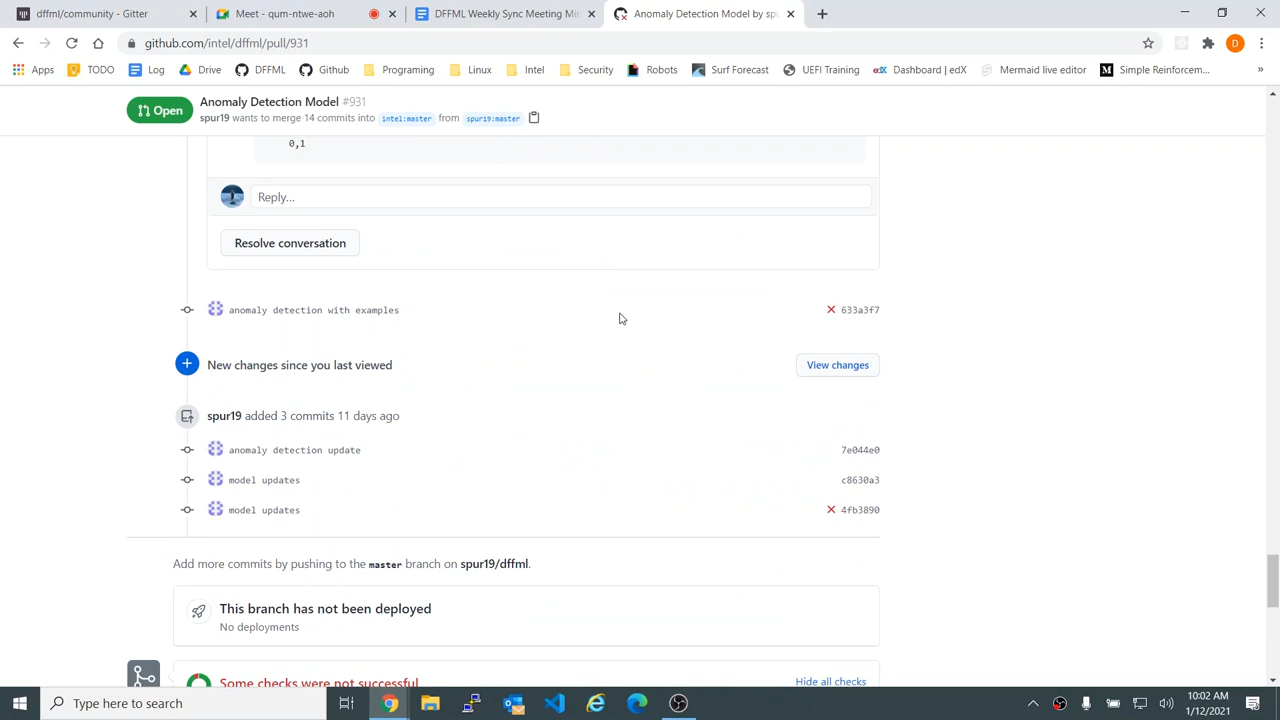 dffml/community - Gitter
Meet - qum-ntwe-aoh
DFFML Weekly Sync Meeting Min
Anomaly Detection Model by spu
github.com/intel/dffml/pull/931
D
Apps
TODO
Log
Drive
DFFML
Github
Programing
Linux
Intel
Security
Robots
Surf Forecast
UEFI Training
edX
Dashboard | edX
Mermaid live editor
M
Simple Reinforcem...
»
Open
Anomaly Detection Model #931
spur19 wants to merge 14 commits into intel:master from spur19:master
0,1
Reply...
Resolve conversation
anomaly detection with examples
633a3f7
New changes since you last viewed
View changes
spur19 added 3 commits 11 days ago
anomaly detection update
7e044e0
model updates
c8630a3
model updates
4fb3890
Add more commits by pushing to the master branch on spur19/dffml.
This branch has not been deployed
No deployments
Some checks were not successful
Hide all checks
Type here to search
10:02 AM
1/12/2021